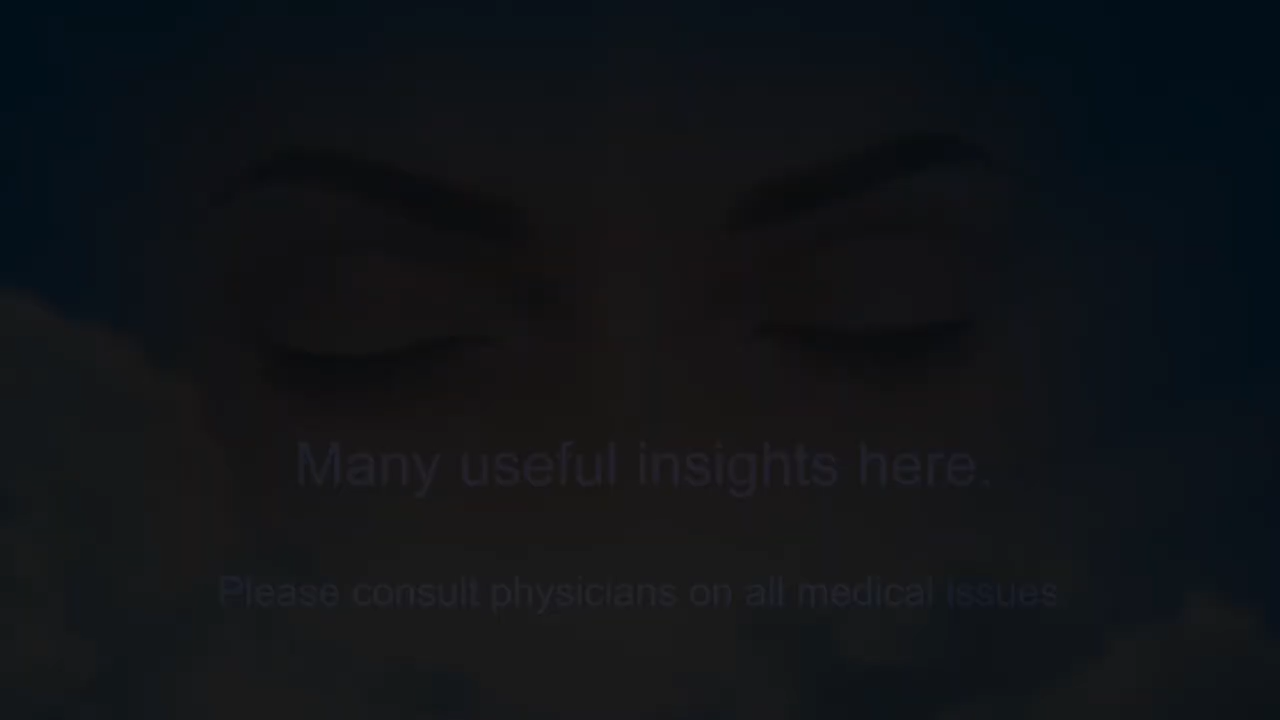 Many useful insights here.
Please consult physicians on all medical issues